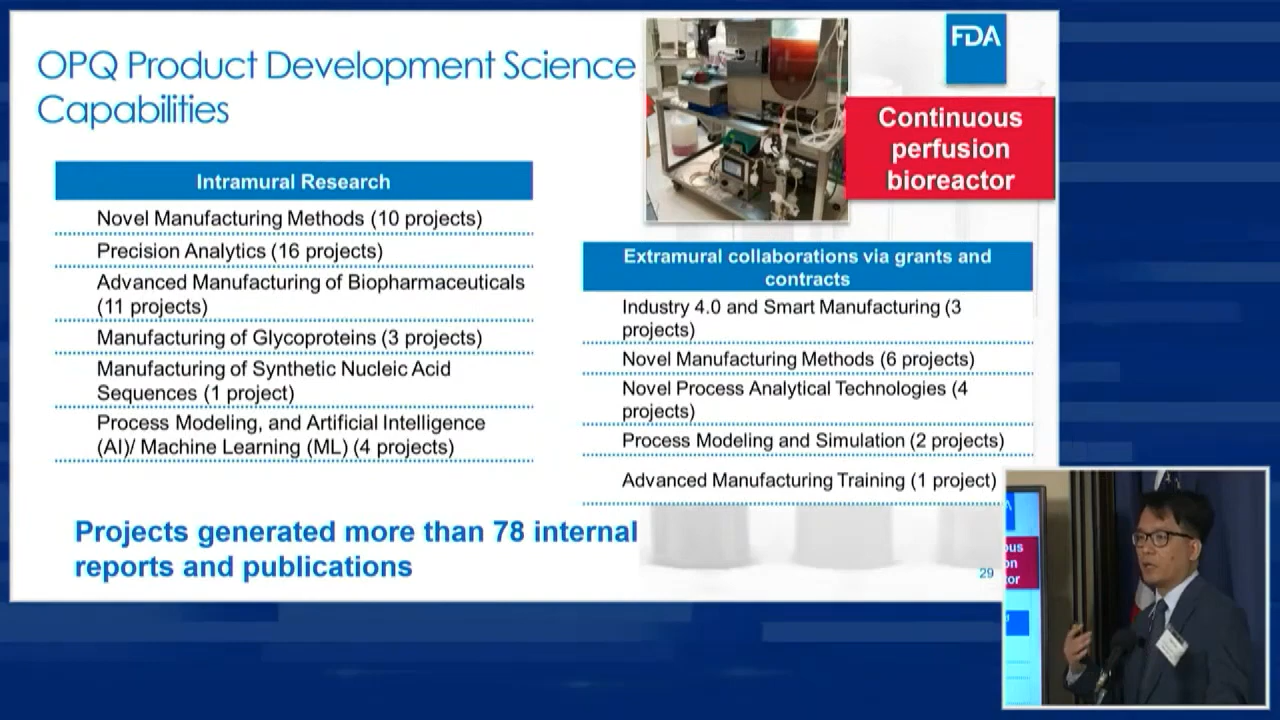 OPQ Product Development Science
Capabilities
FDA
Continuous
perfusion
bioreactor
Intramural Research
Novel Manufacturing Methods (10 projects)
Precision Analytics (16 projects)
Advanced Manufacturing of Biopharmaceuticals
(11 projects)
Manufacturing of Glycoproteins (3 projects)
Manufacturing of Synthetic Nucleic Acid
Sequences (1 project)
Process Modeling, and Artificial Intelligence
(AI)/ Machine Learning (ML) (4 projects)
Extramural collaborations via grants and
contracts
Industry 4.0 and Smart Manufacturing (3
projects)
Novel Manufacturing Methods (6 projects)
Novel Process Analytical Technologies (4
projects)
Process Modeling and Simulation (2 projects)
Advanced Manufacturing Training (1 project)
Projects generated more than 78 internal
reports and publications
29
ous
on
tor